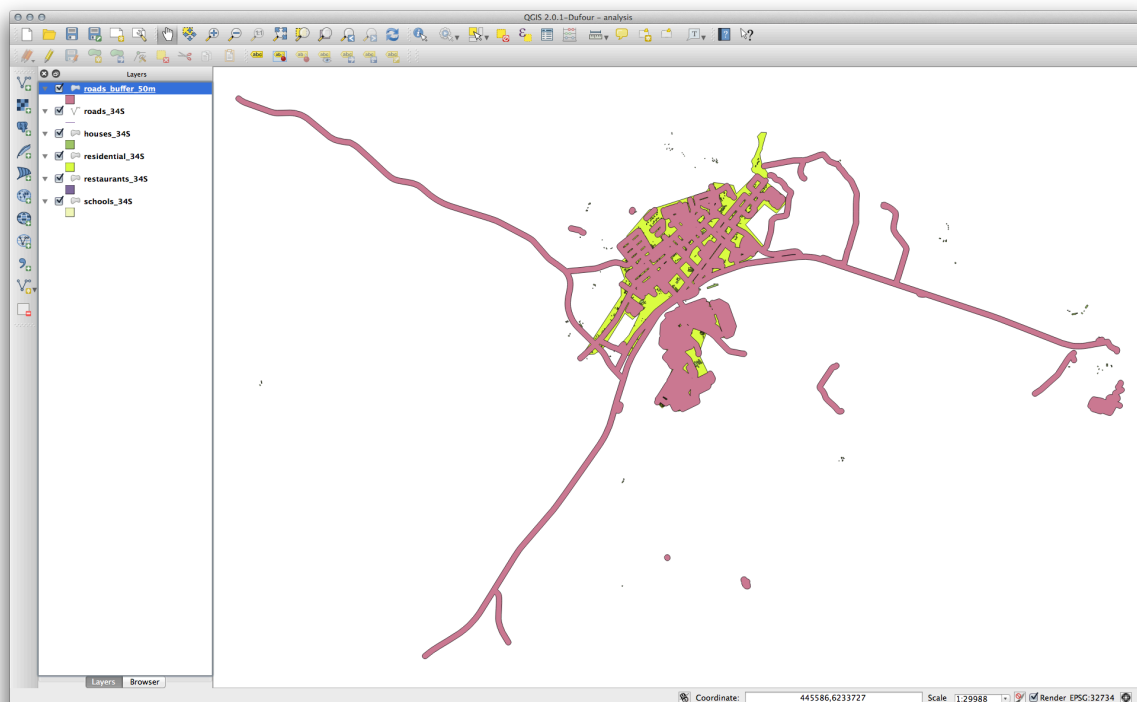 QGIS 2.0.1-Dufour - analysis
Layers
roads_buffer_50m
roads_34S
houses_34S
residential_34S
restaurants_34S
schools_34S
Layers Browser
Coordinate: 445586,6233727 Scale 1:29988 Render EPSG:32734